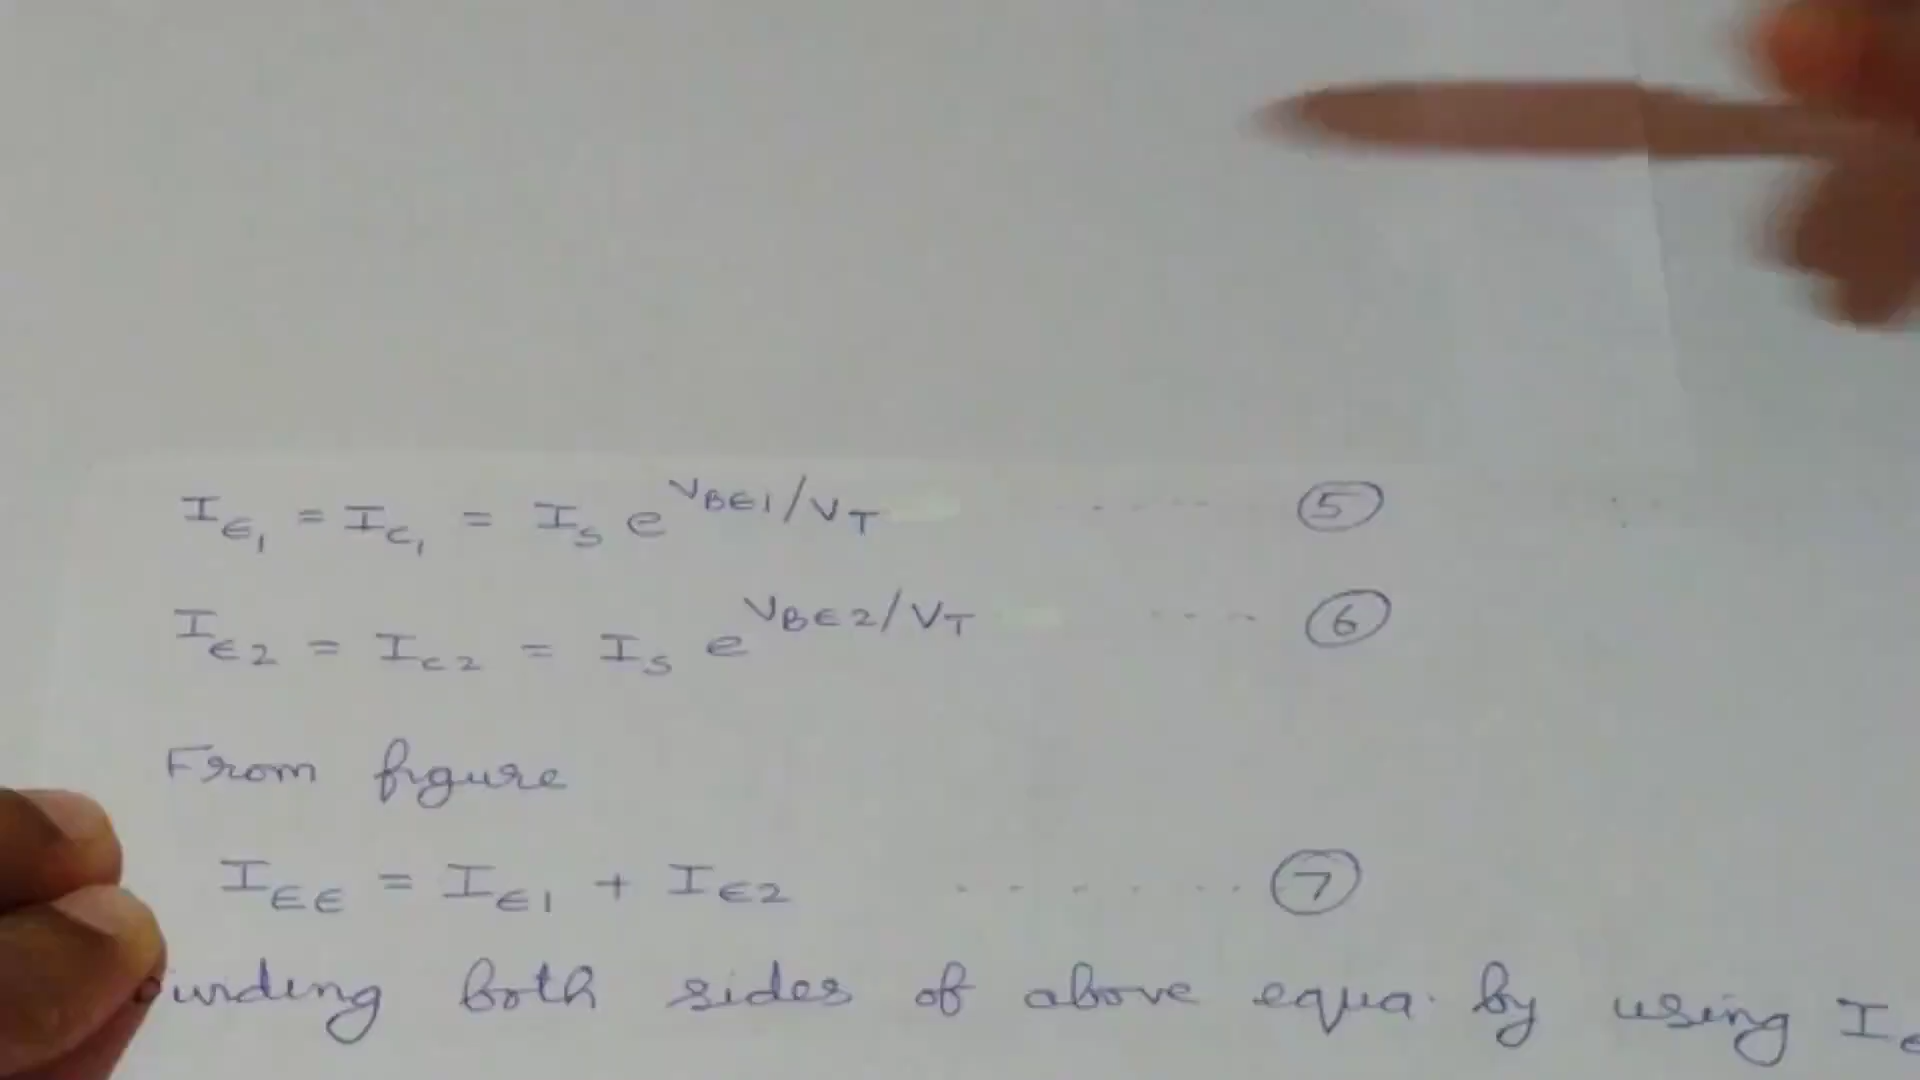 I_E₁ = I_C₁ = I_S e^(V_BE1/V_T) ---- ⑤
I_E2 = I_C2 = I_S e^(V_BE2/V_T) ---- ⑥
From figure
I_EE = I_E1 + I_E2 ------- ⑦
both sides of above equa. by using